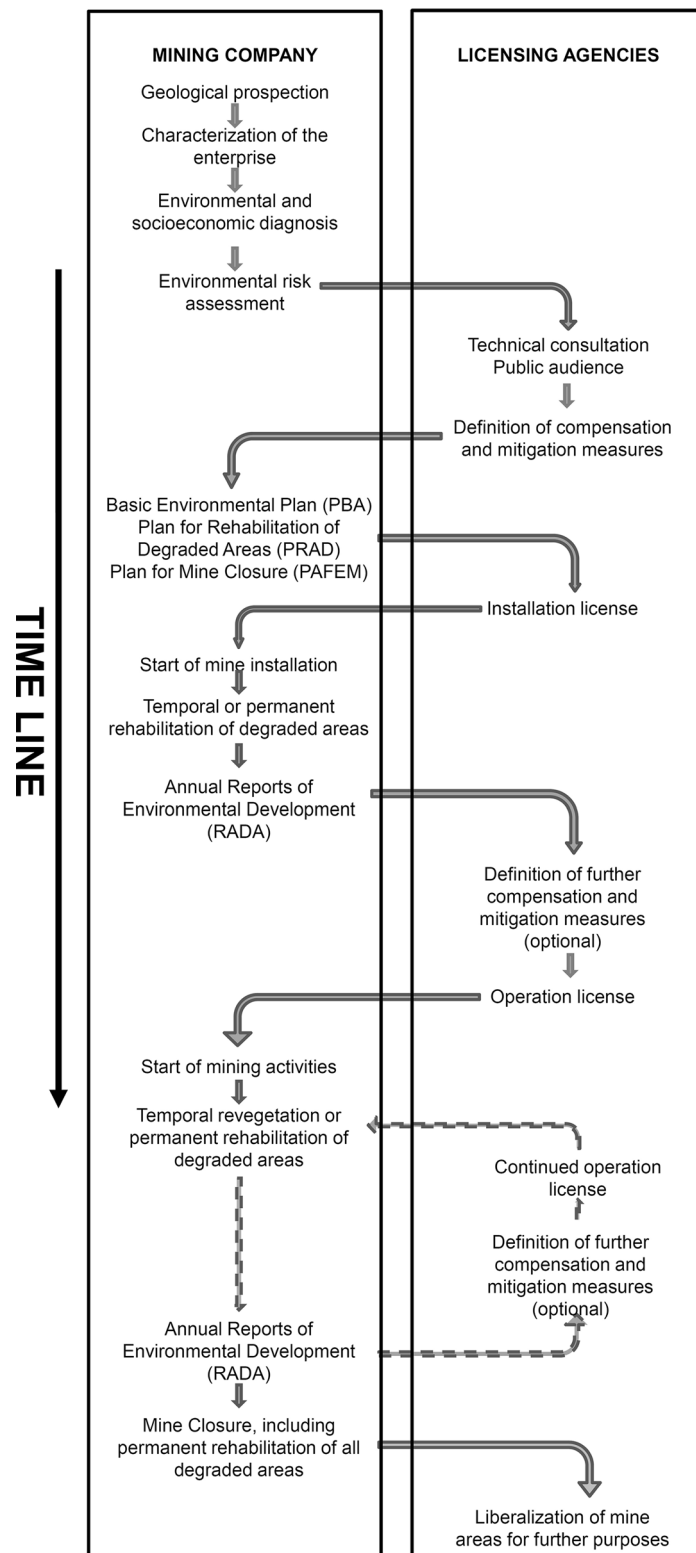 MINING COMPANY
LICENSING AGENCIES
Geological prospection
Characterization of the
enterprise
Environmental and
socioeconomic diagnosis
Environmental risk
assessment
Technical consultation
Public audience
Definition of compensation
and mitigation measures
Basic Environmental Plan (PBA)
Plan for Rehabilitation of
Degraded Areas (PRAD)
Plan for Mine Closure (PAFEM)
Installation license
Start of mine installation
Temporal or permanent
rehabilitation of degraded areas
Annual Reports of
Environmental Development
(RADA)
Definition of further
compensation and
mitigation measures
(optional)
Operation license
Start of mining activities
Temporal revegetation or
permanent rehabilitation of
degraded areas
Continued operation
license
Definition of further
compensation and
mitigation measures
(optional)
Annual Reports of
Environmental Development
(RADA)
Mine Closure, including
permanent rehabilitation of all
degraded areas
Liberalization of mine
areas for further purposes
TIME LINE